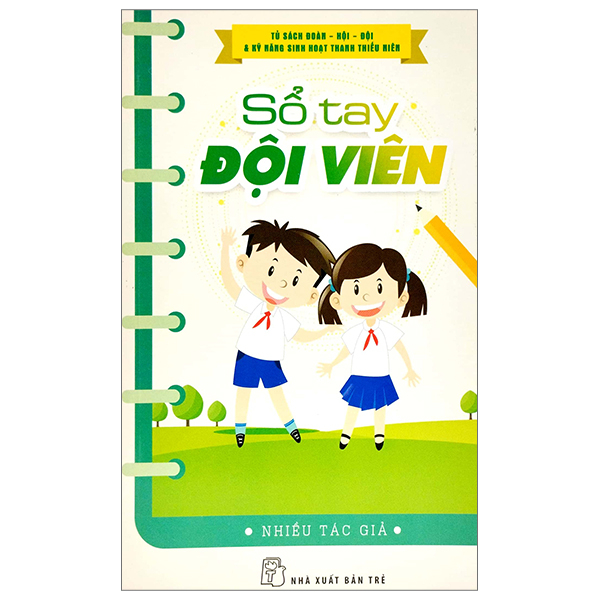 TỦ SÁCH ĐOÀN - HỘI - ĐỘI
& KỸ NĂNG SINH HOẠT THANH THIẾU NIÊN
Sổ tay
ĐỘI VIÊN
• NHIỀU TÁC GIẢ •
NHÀ XUẤT BẢN TRẺ